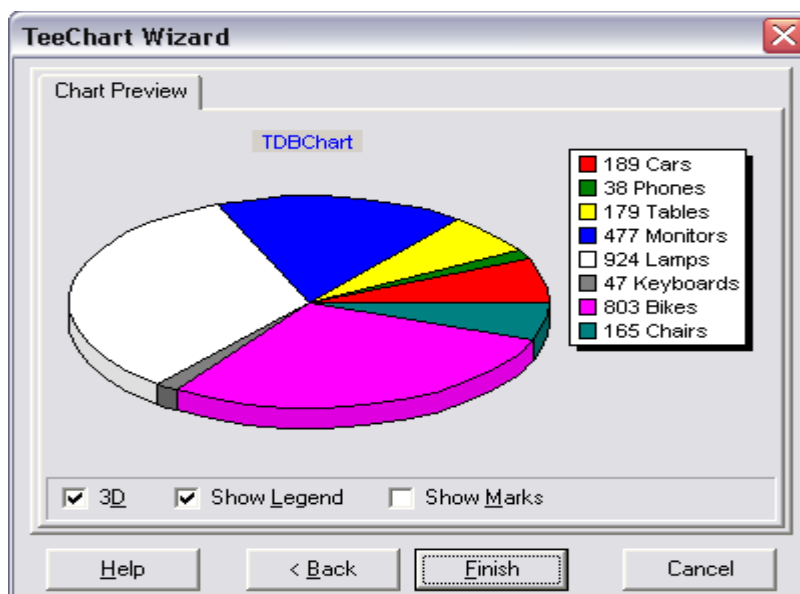 TeeChart Wizard
Chart Preview
TDBChart
189 Cars
38 Phones
179 Tables
477 Monitors
924 Lamps
47 Keyboards
803 Bikes
165 Chairs
3D Show Legend Show Marks
Help < Back Finish Cancel